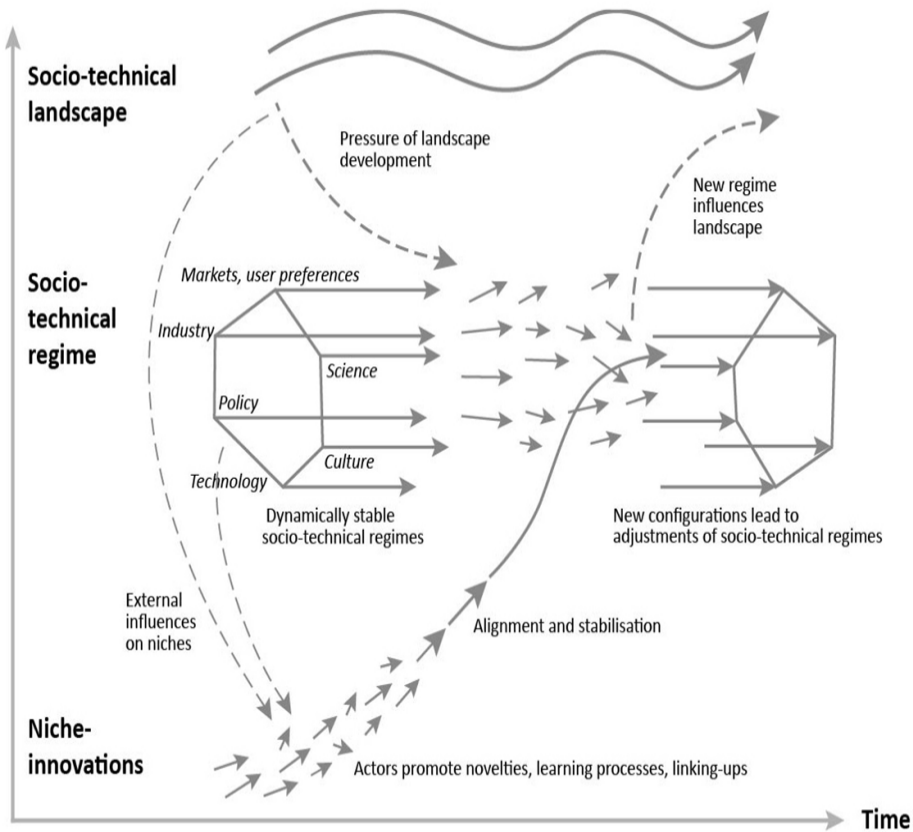 Socio-technical
landscape
Pressure of landscape
development
New regime
influences
landscape
Socio-
technical
regime
Markets, user preferences
Industry
Science
Policy
Culture
Technology
Dynamically stable
socio-technical regimes
New configurations lead to
adjustments of socio-technical regimes
External
influences
on niches
Alignment and stabilisation
Niche-
innovations
Actors promote novelties, learning processes, linking-ups
Time